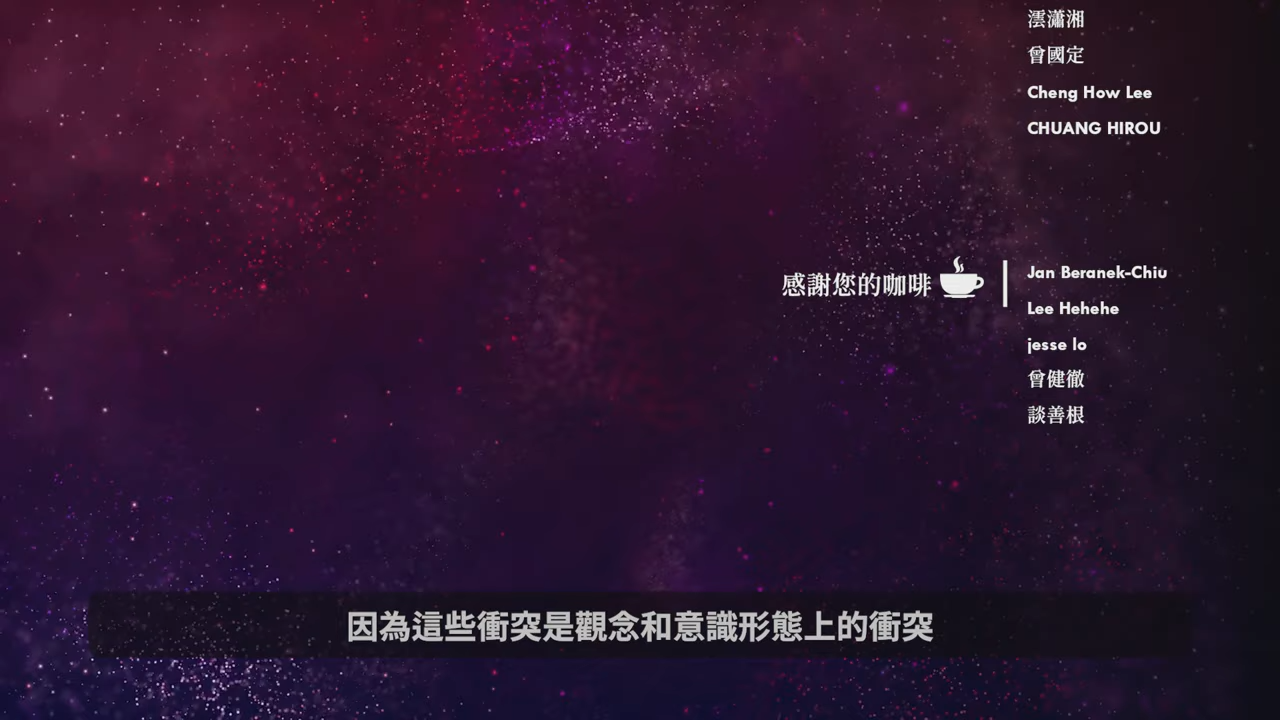 澐瀟湘
曾國定
Cheng How Lee
CHUANG HIROU
感謝您的咖啡
Jan Beranek-Chiu
Lee Hehehe
jesse lo
曾健徹
談善根
因為這些衝突是觀念和意識形態上的衝突